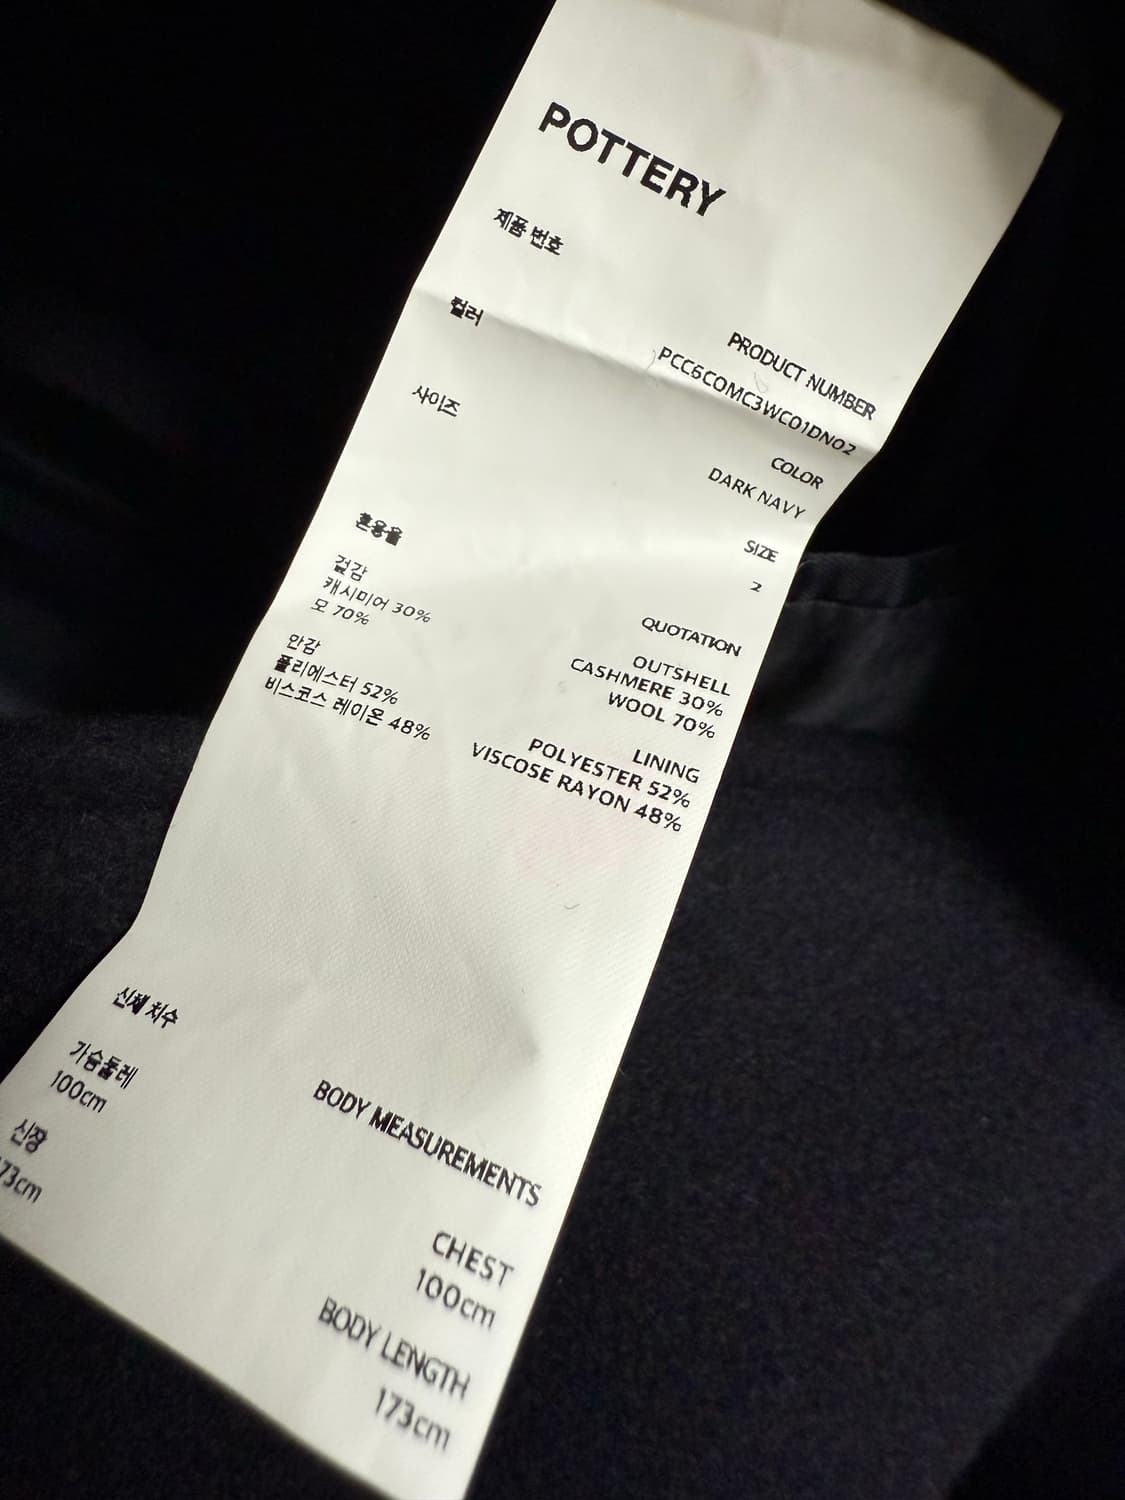 POTTERY
제품 번호
PRODUCT NUMBER
PCC6COMC3WC01DN02
컬러
COLOR
DARK NAVY
사이즈
SIZE
2
혼용율
QUOTATION
겉감
캐시미어 30%
모 70%
OUTSHELL
CASHMERE 30%
WOOL 70%
안감
폴리에스터 52%
비스코스 레이온 48%
LINING
POLYESTER 52%
VISCOSE RAYON 48%
신체 치수
BODY MEASUREMENTS
가슴둘레
100cm
CHEST
100cm
신장
73cm
BODY LENGTH
173cm